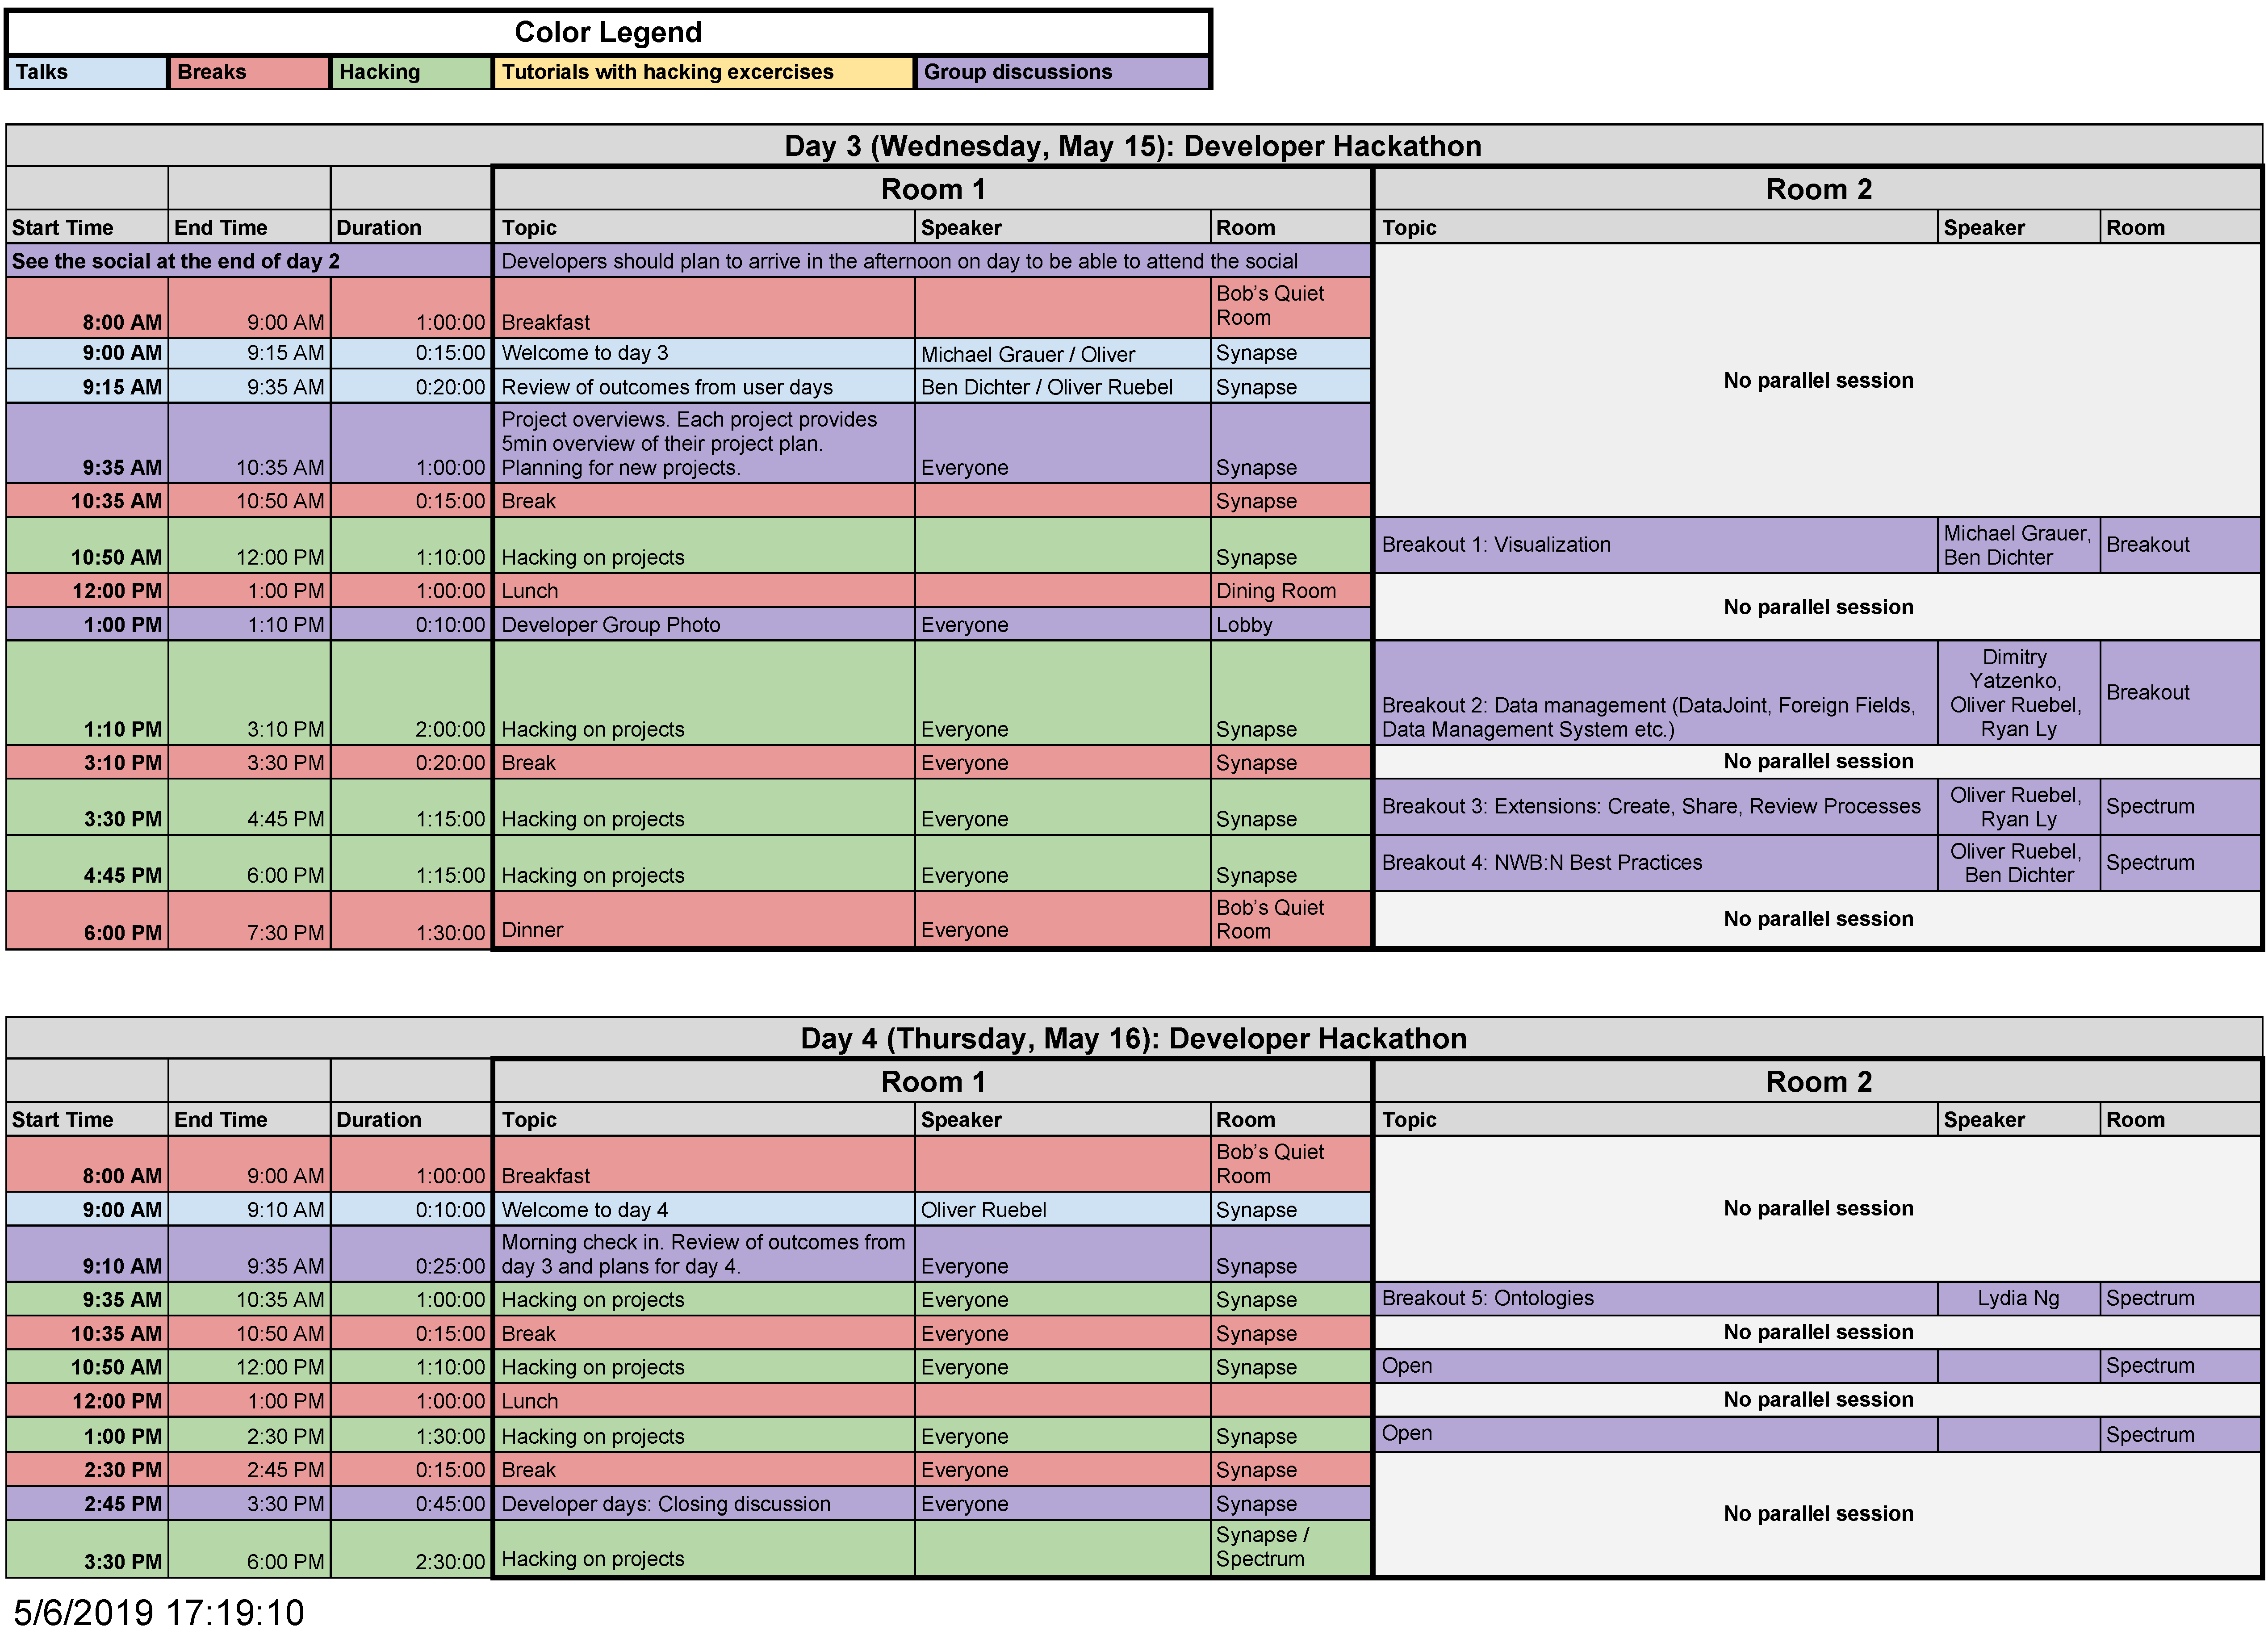 Color Legend
Talks Breaks Hacking Tutorials with hacking excercises Group discussions
Day 3 (Wednesday, May 15): Developer Hackathon
Room 1 Room 2
Start Time End Time Duration Topic Speaker Room Topic Speaker Room
See the social at the end of day 2 Developers should plan to arrive in the afternoon on day to be able to attend the social
Bob's Quiet
8:00 AM 9:00 AM 1:00:00 Breakfast Room
9:00 AM 9:15 AM 0:15:00 Welcome to day 3 Michael Grauer / Oliver Synapse
No parallel session
9:15 AM 9:35 AM 0:20:00 Review of outcomes from user days Ben Dichter / Oliver Ruebel Synapse
Project overviews. Each project provides
5min overview of their project plan.
9:35 AM 10:35 AM 1:00:00 Planning for new projects. Everyone Synapse
10:35 AM 10:50 AM 0:15:00 Break Synapse
Michael Grauer,
Breakout 1: Visualization Breakout
10:50 AM 12:00 PM 1:10:00 Hacking on projects Synapse Ben Dichter
12:00 PM 1:00 PM 1:00:00 Lunch Dining Room
No parallel session
1:00 PM 1:10 PM 0:10:00 Developer Group Photo Everyone Lobby
Dimitry
Yatzenko,
Breakout
Breakout 2: Data management (DataJoint, Foreign Fields, Oliver Ruebel,
1:10 PM 3:10 PM 2:00:00 Hacking on projects Everyone Synapse Data Management System etc.) Ryan Ly
3:10 PM 3:30 PM 0:20:00 Break Everyone Synapse No parallel session
Oliver Ruebel,
Breakout 3: Extensions: Create, Share, Review Processes Spectrum
3:30 PM 4:45 PM 1:15:00 Hacking on projects Everyone Synapse Ryan Ly
Oliver Ruebel,
Breakout 4: NWB:N Best Practices Spectrum
4:45 PM 6:00 PM 1:15:00 Hacking on projects Everyone Synapse Ben Dichter
Bob's Quiet
No parallel session
6:00 PM 7:30 PM 1:30:00 Dinner Everyone Room
Day 4 (Thursday, May 16): Developer Hackathon
Room 1 Room 2
Start Time End Time Duration Topic Speaker Room Topic Speaker Room
Bob's Quiet
8:00 AM 9:00 AM 1:00:00 Breakfast Room
9:00 AM 9:10 AM 0:10:00 Welcome to day 4 Oliver Ruebel Synapse No parallel session
Morning check in. Review of outcomes from
9:10 AM 9:35 AM 0:25:00 day 3 and plans for day 4. Everyone Synapse
9:35 AM 10:35 AM 1:00:00 Hacking on projects Everyone Synapse Breakout 5: Ontologies Lydia Ng Spectrum
10:35 AM 10:50 AM 0:15:00 Break Everyone Synapse No parallel session
10:50 AM 12:00 PM 1:10:00 Hacking on projects Everyone Synapse Open Spectrum
12:00 PM 1:00 PM 1:00:00 Lunch No parallel session
1:00 PM 2:30 PM 1:30:00 Hacking on projects Everyone Synapse Open Spectrum
2:30 PM 2:45 PM 0:15:00 Break Everyone Synapse
2:45 PM 3:30 PM 0:45:00 Developer days: Closing discussion Everyone Synapse
No parallel session
Synapse /
3:30 PM 6:00 PM 2:30:00 Hacking on projects Spectrum
5/6/2019 17:19:10